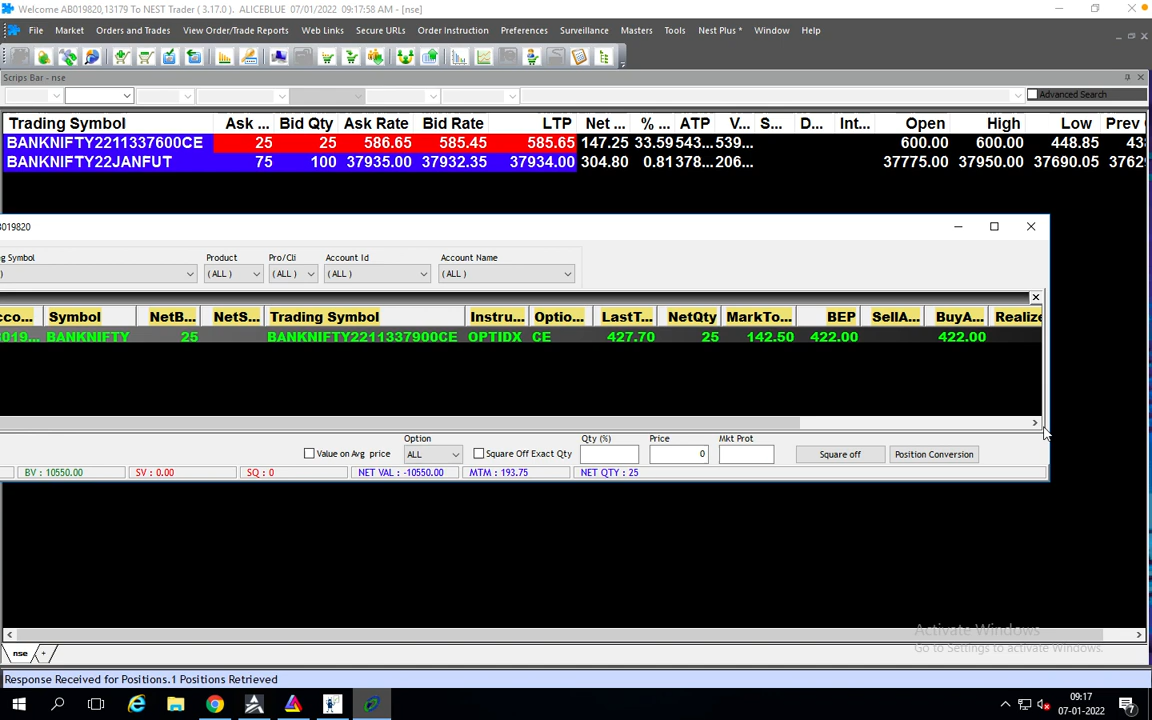 Welcome AB019820,13179 To NEST Trader ( 3.17.0 ). ALICEBLUE 07/01/2022 09:17:58 AM - [nse]
File Market Orders and Trades View Order/Trade Reports Web Links Secure URLs Order Instruction Preferences Surveillance Masters Tools Nest Plus * Window Help
Scrips Bar - nse
Advanced Search
Trading Symbol Ask ... Bid Qty Ask Rate Bid Rate LTP Net ... % ... ATP V... S... D... Int... Open High Low Prev
BANKNIFTY2211337600CE 25 25 586.65 585.45 585.65 147.25 33.59 543... 539... 600.00 600.00 448.85 43
BANKNIFTY22JANFUT 75 100 37935.00 37932.35 37934.00 304.80 0.81 378... 206... 37775.00 37950.00 37690.05 3762
019820
g Symbol Product Pro/Cli Account Id Account Name
) (ALL) (ALL) (ALL) (ALL)
cco... Symbol NetB... NetS... Trading Symbol Instru... Optio... LastT... NetQty MarkTo... BEP SellA... BuyA... Realize
019... BANKNIFTY 25 BANKNIFTY2211337900CE OPTIDX CE 427.70 25 142.50 422.00 422.00
Option Qty (%) Price Mkt Prot
Value on Avg price ALL Square Off Exact Qty 0 Square off Position Conversion
BV : 10550.00 SV : 0.00 SQ : 0 NET VAL : -10550.00 MTM : 193.75 NET QTY : 25
Activate Windows
Go to Settings to activate Windows.
nse +
Response Received for Positions.1 Positions Retrieved
09:17
07-01-2022
7